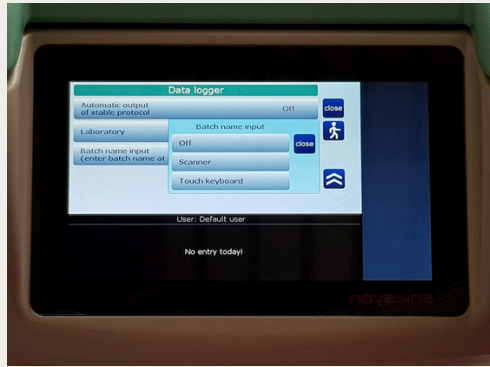 Data logger
Automatic output
of stable protocol
Off
close
Laboratory
Batch name input
Off
close
Batch name input
(enter batch name at
Scanner
Touch keyboard
User: Default user
No entry today!
novasina